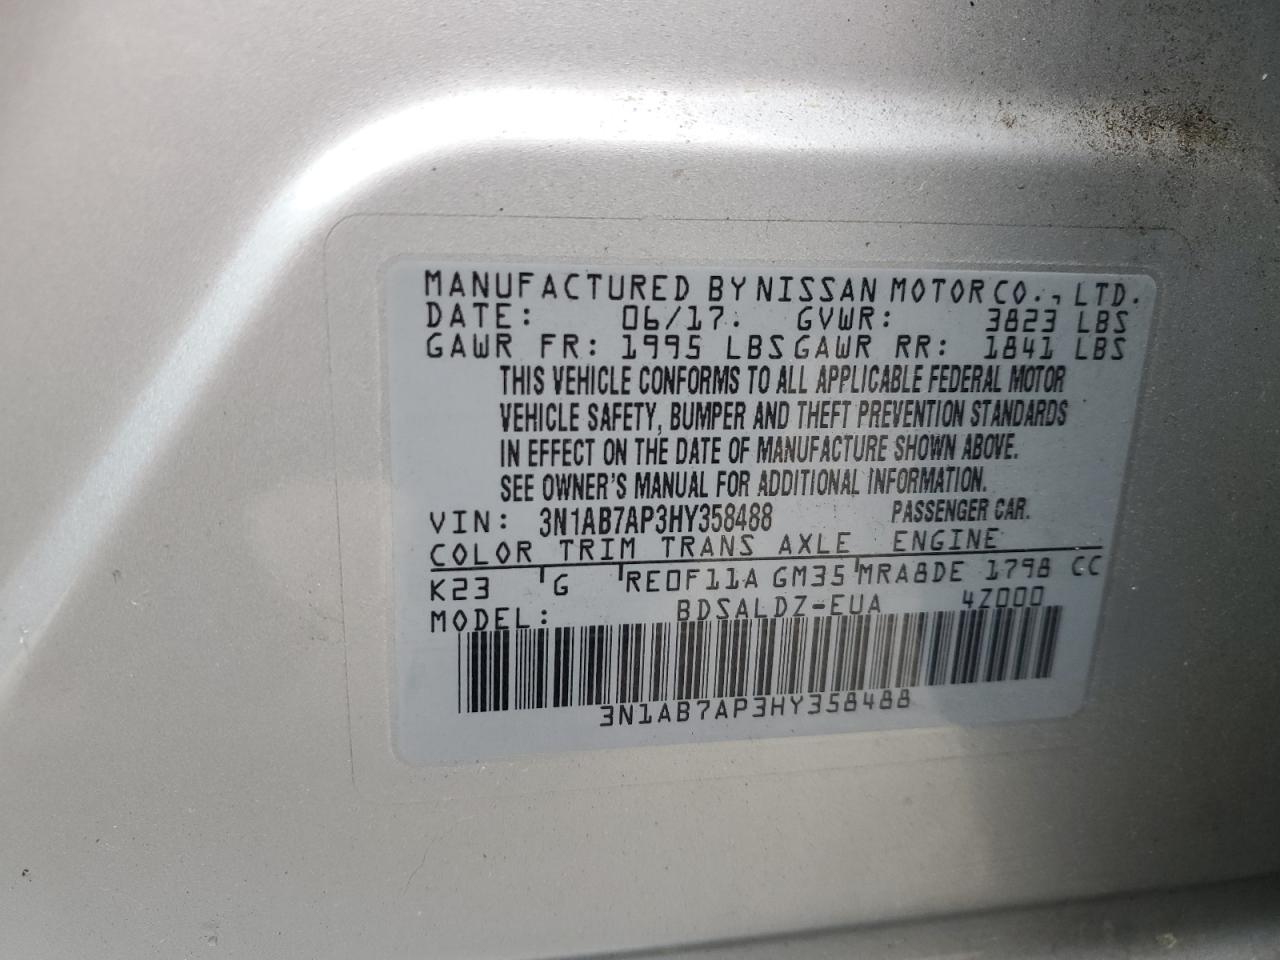 MANUFACTURED BY NISSAN MOTOR CO., LTD.
DATE: 06/17. GVWR: 3823 LBS
GAWR FR: 1995 LBS GAWR RR: 1841 LBS
THIS VEHICLE CONFORMS TO ALL APPLICABLE FEDERAL MOTOR
VEHICLE SAFETY, BUMPER AND THEFT PREVENTION STANDARDS
IN EFFECT ON THE DATE OF MANUFACTURE SHOWN ABOVE.
SEE OWNER'S MANUAL FOR ADDITIONAL INFORMATION.
VIN: 3N1AB7AP3HY358488 PASSENGER CAR.
COLOR TRIM TRANS AXLE ENGINE
K23 G RE0F11A GM35 MRA8DE 1798 CC
MODEL: BDSALDZ-EUA 4Z000
3N1AB7AP3HY358488